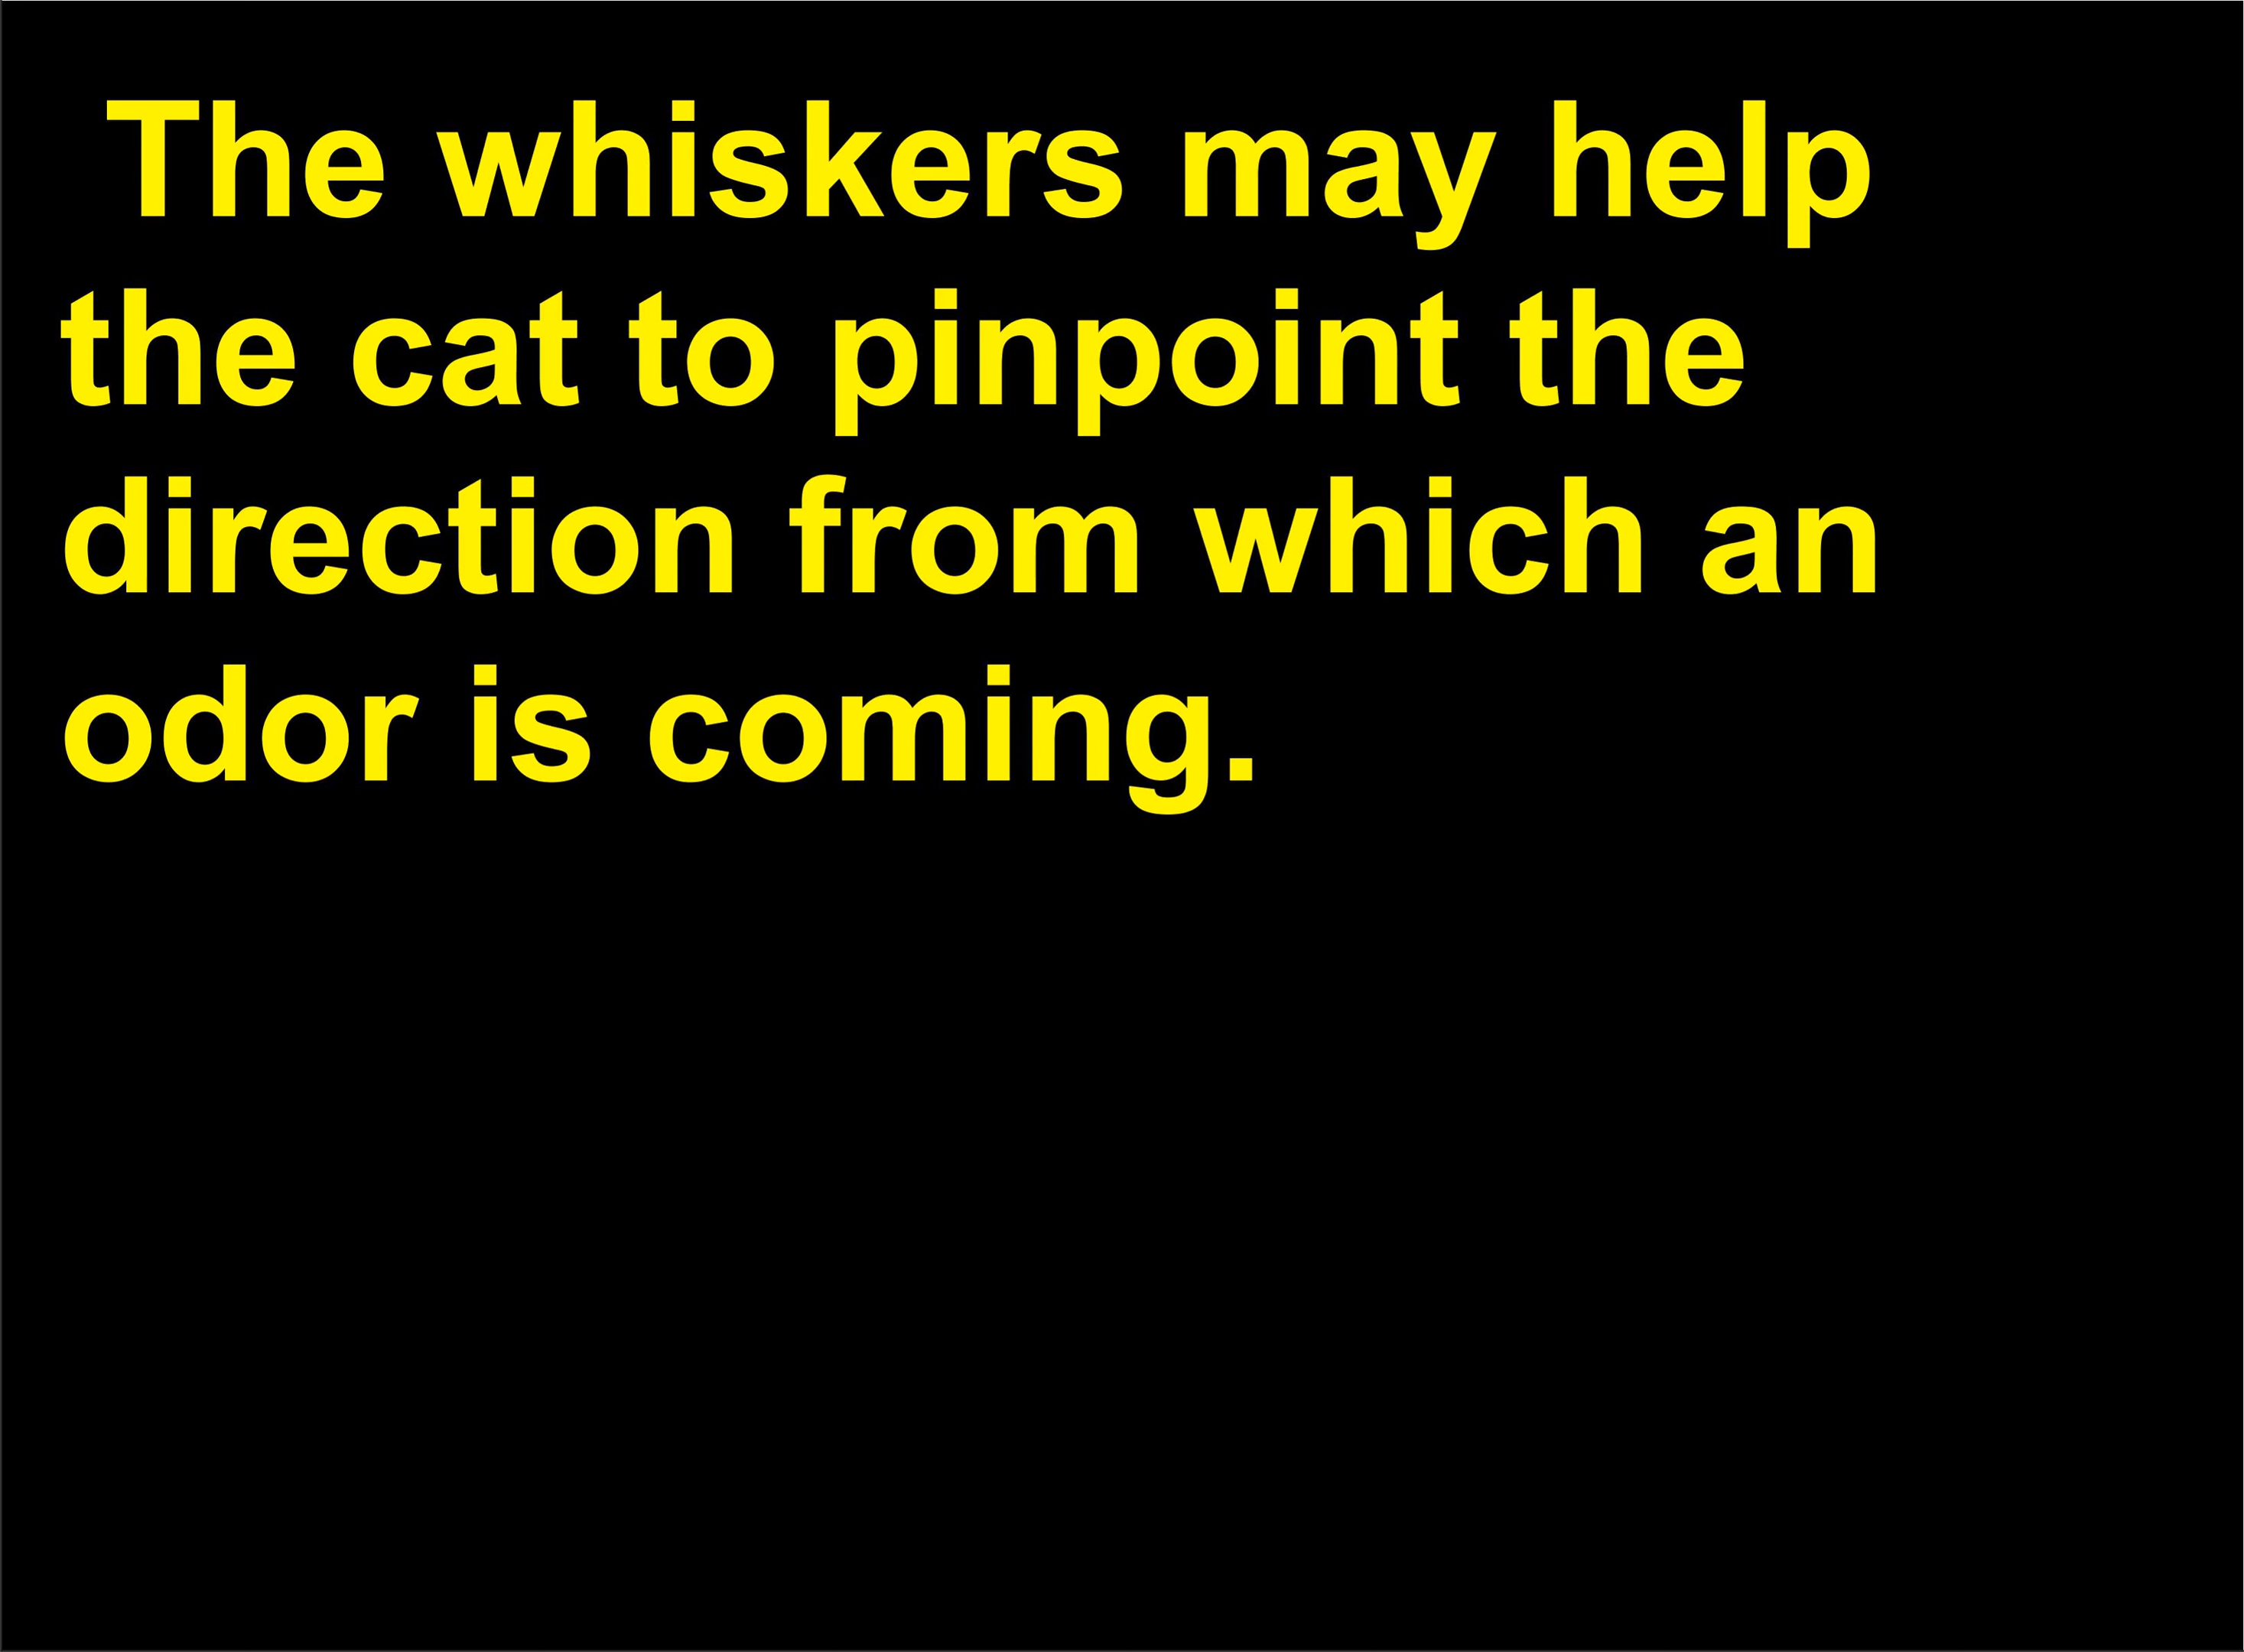 The whiskers may help
the cat to pinpoint the
direction from which an
odor is coming.